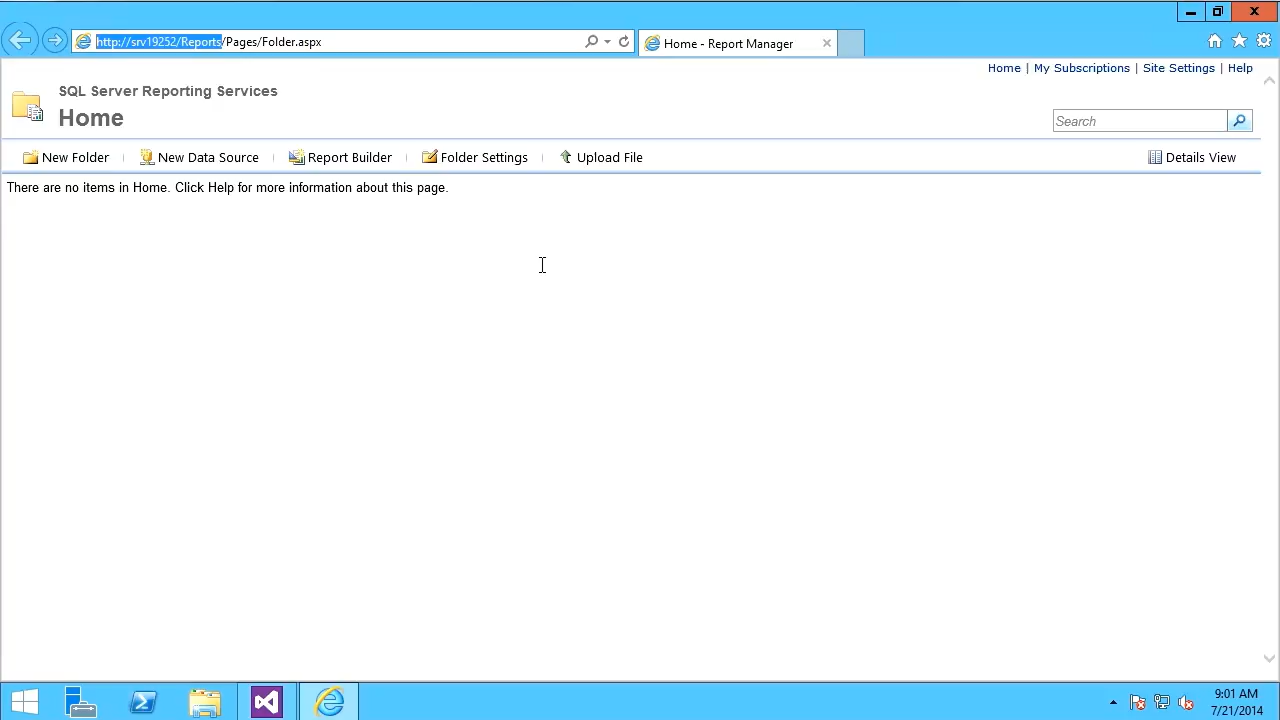 http://srv19252/Reports/Pages/Folder.aspx
Home - Report Manager
Home | My Subscriptions | Site Settings | Help
SQL Server Reporting Services
Home
Search
New Folder | New Data Source | Report Builder | Folder Settings | Upload File
Details View
There are no items in Home. Click Help for more information about this page.
9:01 AM
7/21/2014